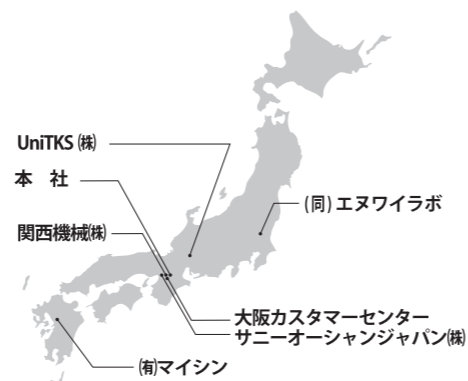 UniTKS ㈱
本　社
関西機械㈱
(同) エヌワイラボ
大阪カスタマーセンター
サニーオーシャンジャパン㈱
㈲マイシン